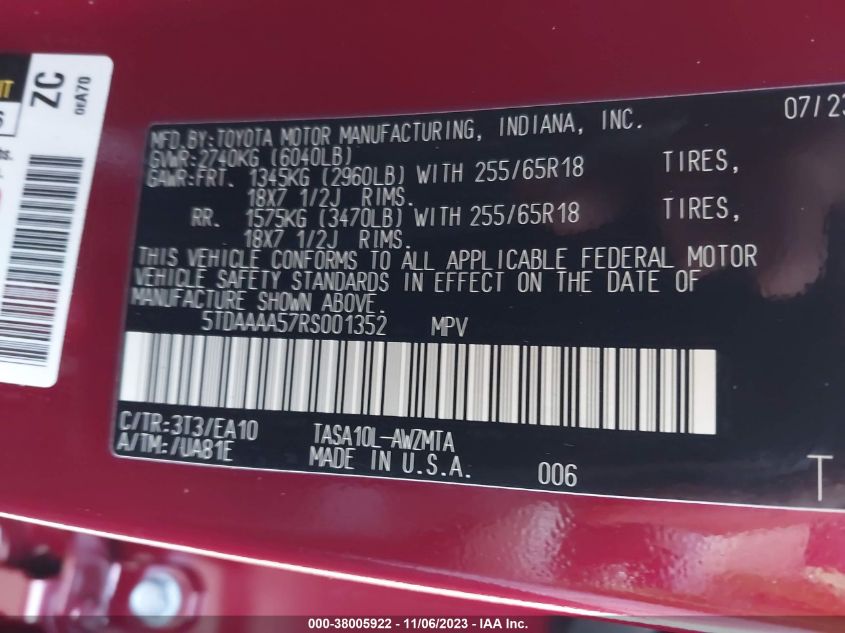 ZC
0EA70
07/23
MFD.BY:TOYOTA MOTOR MANUFACTURING, INDIANA, INC.
GVWR:2740KG (6040LB)
GAWR:FRT. 1345KG (2960LB) WITH 255/65R18 TIRES,
18X7 1/2J RIMS.
RR. 1575KG (3470LB) WITH 255/65R18 TIRES,
18X7 1/2J RIMS.
THIS VEHICLE CONFORMS TO ALL APPLICABLE FEDERAL MOTOR
VEHICLE SAFETY STANDARDS IN EFFECT ON THE DATE OF
MANUFACTURE SHOWN ABOVE.
5TDAAAA57RS001352 MPV
C/TR:3T3/EA10 TASA10L-AWZMTA
A/TM:/UA81E MADE IN U.S.A. 006
T
000-38005922 - 11/06/2023 - IAA Inc.